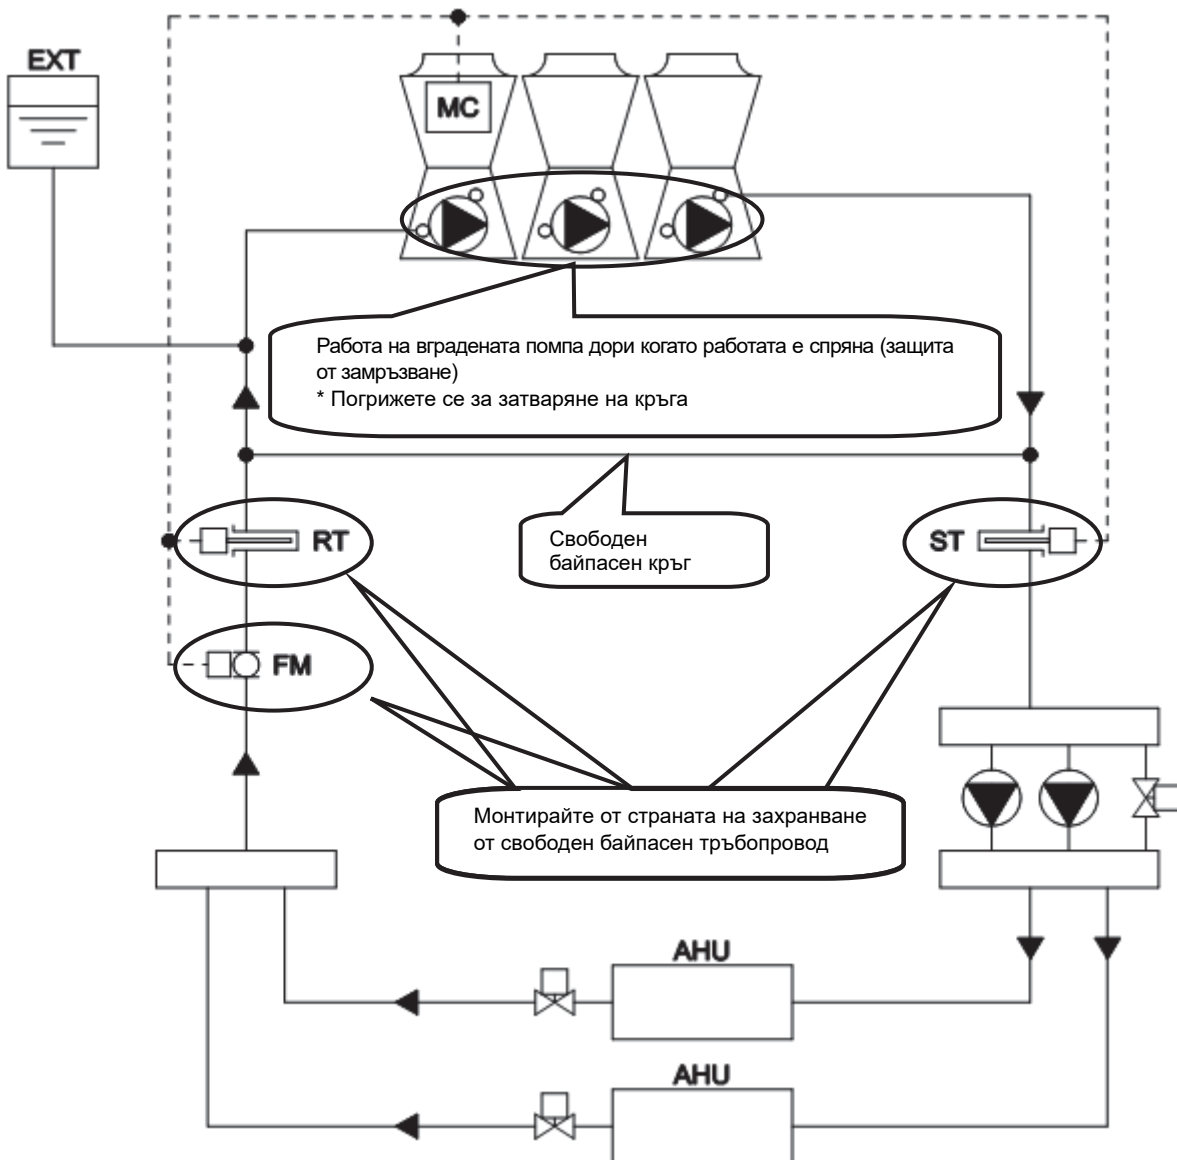 EXT
MC
Работа на вградената помпа дори когато работата е спряна (защита
от замръзване)
* Погрижете се за затваряне на кръга
RT
Свободен
байпасен кръг
ST
FM
Монтирайте от страната на захранване
от свободен байпасен тръбопровод
AHU
AHU